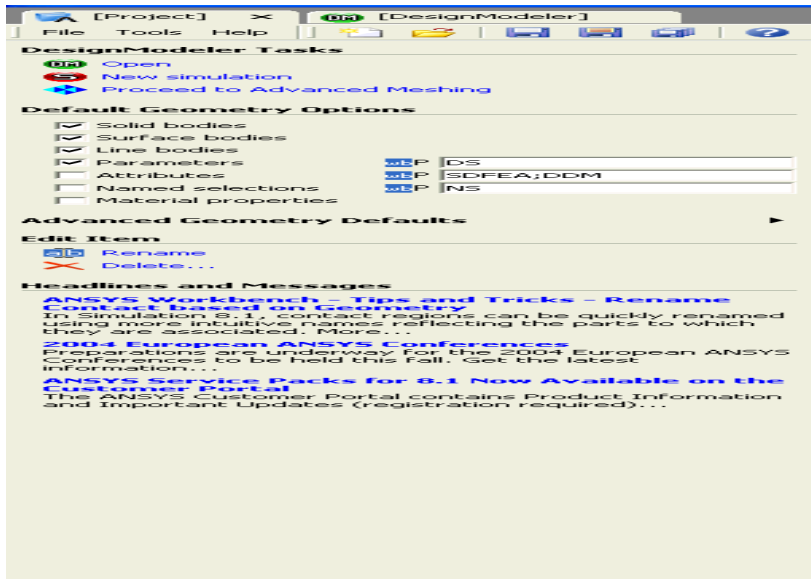 [Project] × DM [DesignModeler]
File Tools Help
DesignModeler Tasks
DM Open
New simulation
Proceed to Advanced Meshing
Default Geometry Options
Solid bodies
Surface bodies
Line bodies
Parameters abP DS
Attributes abP SDFEA;DDM
Named selections abP NS
Material properties
Advanced Geometry Defaults
Edit Item
a|b Rename
Delete...
Headlines and Messages
ANSYS Workbench - Tips and Tricks - Rename
Contact based on Geometry
In Simulation 8.1, contact regions can be quickly renamed
using more intuitive names reflecting the parts to which
they are associated. More...
2004 European ANSYS Conferences
Preparations are underway for the 2004 European ANSYS
Conferences to be held this fall. Get the latest
information...
ANSYS Service Packs for 8.1 Now Available on the
Customer Portal
The ANSYS Customer Portal contains Product Information
and Important Updates (registration required)...